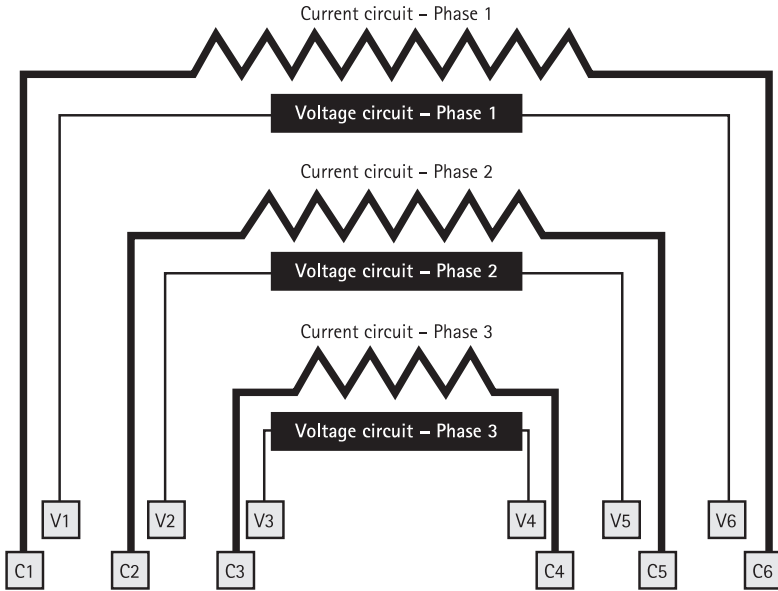 Current circuit – Phase 1
Voltage circuit – Phase 1
Current circuit – Phase 2
Voltage circuit – Phase 2
Current circuit – Phase 3
Voltage circuit – Phase 3
V1 V2 V3 V4 V5 V6
C1 C2 C3 C4 C5 C6